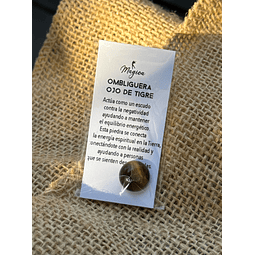 Mágica
OMBLIGUERA
OJO DE TIGRE
Actúa como un escudo
contra la negatividad
ayudando a mantener
el equilibrio energético.
Esta piedra se conecta
la energía espiritual en la Tierra,
conectándote con la realidad y
ayudando a personas
que se sienten